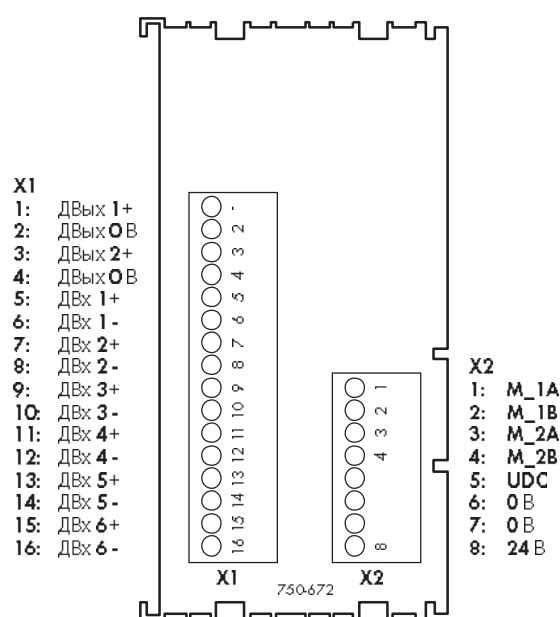 X1
1: ДВых 1+
2: ДВых 0 В
3: ДВых 2+
4: ДВых 0 В
5: ДВх 1+
6: ДВх 1 -
7: ДВх 2+
8: ДВх 2 -
9: ДВх 3+
10: ДВх 3 -
11: ДВх 4+
12: ДВх 4 -
13: ДВх 5+
14: ДВх 5 -
15: ДВх 6+
16: ДВх 6 -
-
2
3
4
5
6
7
8
9
10
11
12
13
14
15
16
X1
1
2
3
4
8
X2
750-672
X2
1: M_1A
2: M_1B
3: M_2A
4: M_2B
5: UDC
6: 0 В
7: 0 В
8: 24 В